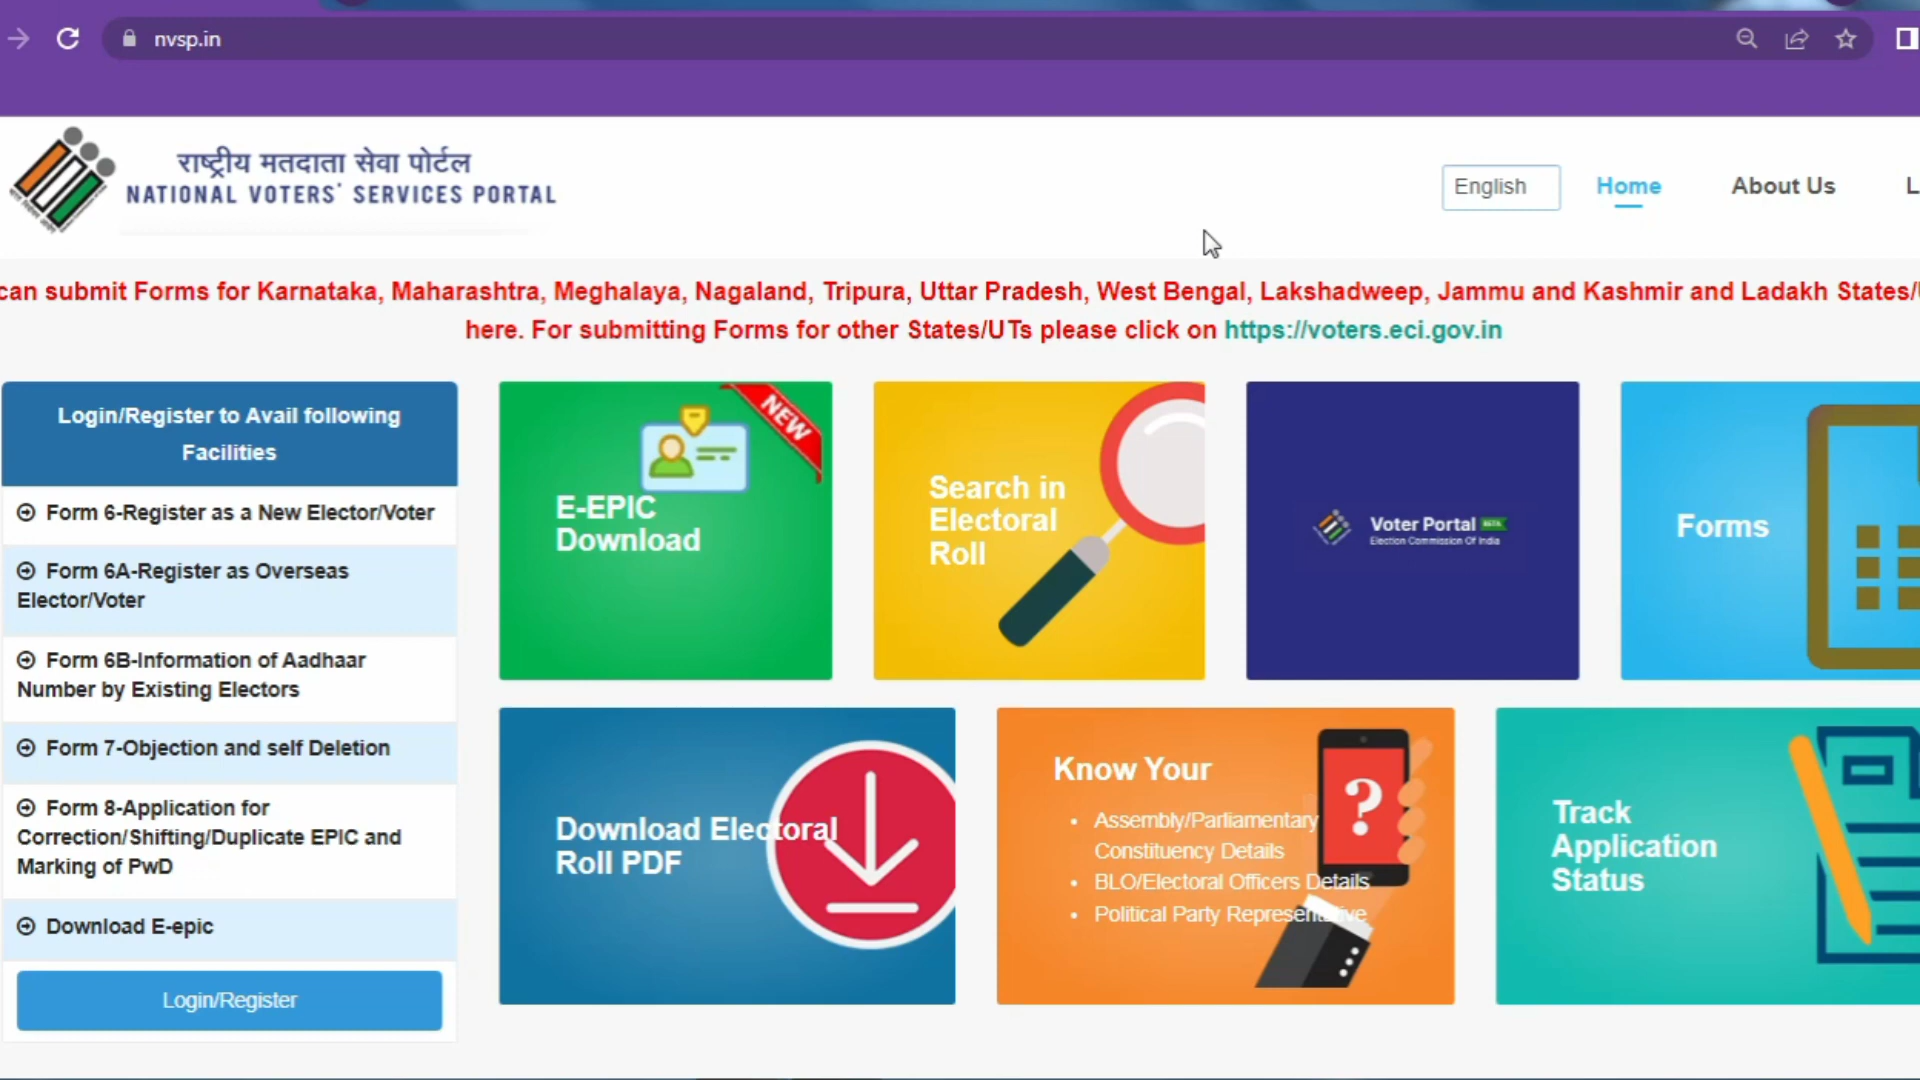 nvsp.in
राष्ट्रीय मतदाता सेवा पोर्टल
NATIONAL VOTERS' SERVICES PORTAL
English
Home
About Us
L
can submit Forms for Karnataka, Maharashtra, Meghalaya, Nagaland, Tripura, Uttar Pradesh, West Bengal, Lakshadweep, Jammu and Kashmir and Ladakh States/U
here. For submitting Forms for other States/UTs please click on https://voters.eci.gov.in
Login/Register to Avail following
Facilities
Form 6-Register as a New Elector/Voter
Form 6A-Register as Overseas
Elector/Voter
Form 6B-Information of Aadhaar
Number by Existing Electors
Form 7-Objection and self Deletion
Form 8-Application for
Correction/Shifting/Duplicate EPIC and
Marking of PwD
Download E-epic
Login/Register
NEW
E-EPIC
Download
Search in
Electoral
Roll
Voter Portal BETA
Election Commission Of India
Forms
Download Electoral
Roll PDF
Know Your
Assembly/Parliamentary
Constituency Details
BLO/Electoral Officers Details
Political Party Representative
?
Track
Application
Status